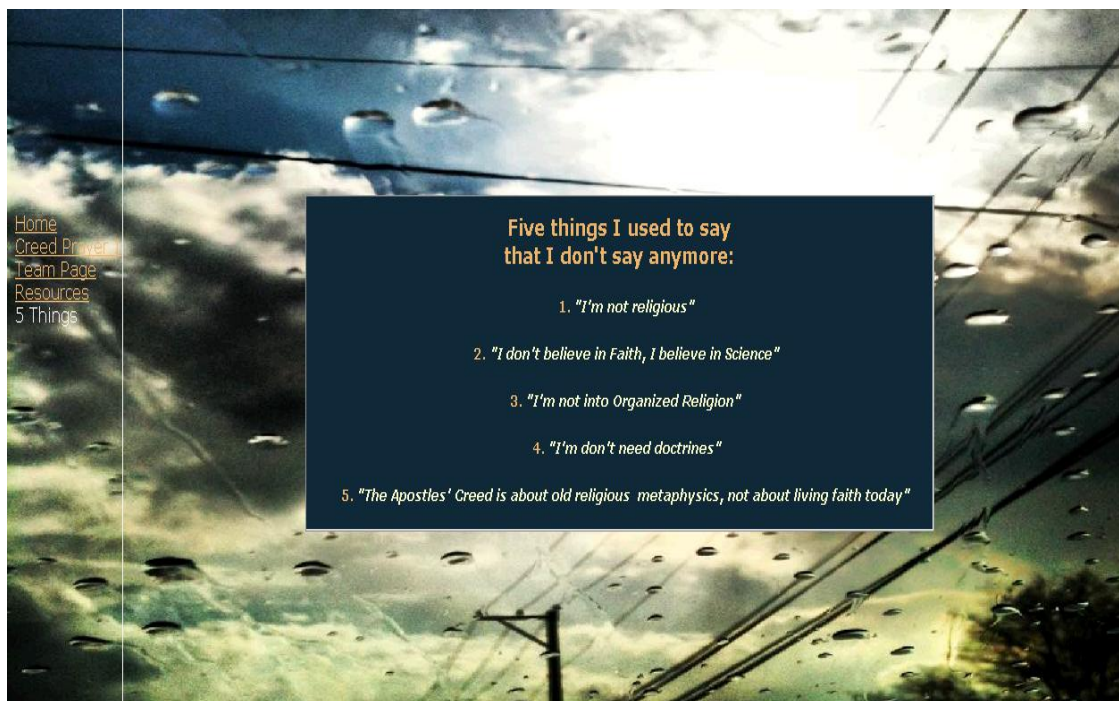 Home
Creed Prayer
Team Page
Resources
5 Things
Five things I used to say
that I don't say anymore:
1. "I'm not religious"
2. "I don't believe in Faith, I believe in Science"
3. "I'm not into Organized Religion"
4. "I'm don't need doctrines"
5. "The Apostles' Creed is about old religious  metaphysics, not about living faith today"